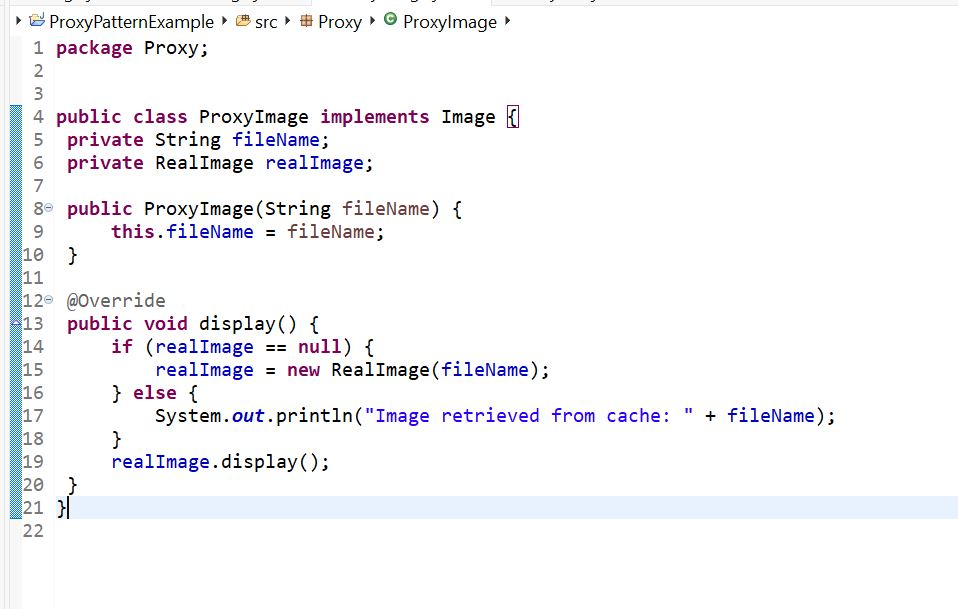 ProxyPatternExample src Proxy ProxyImage
1 package Proxy;
2
3
4 public class ProxyImage implements Image {
5 private String fileName;
6 private RealImage realImage;
7
8 public ProxyImage(String fileName) {
9     this.fileName = fileName;
10 }
11
12 @Override
13 public void display() {
14     if (realImage == null) {
15         realImage = new RealImage(fileName);
16     } else {
17         System.out.println("Image retrieved from cache: " + fileName);
18     }
19     realImage.display();
20 }
21 }
22